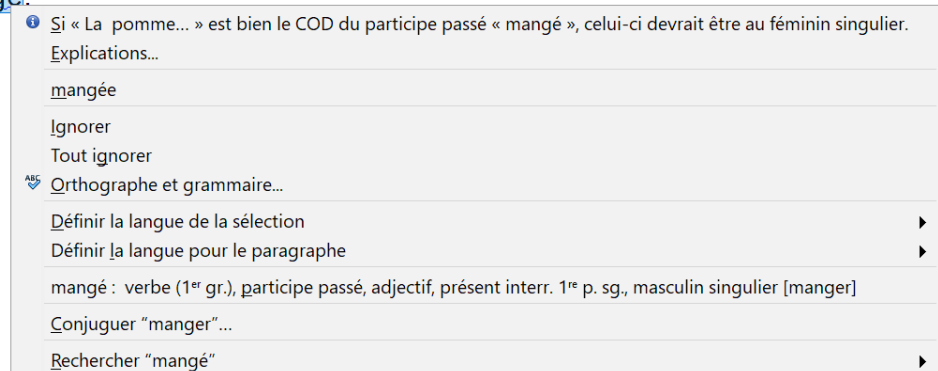 Si « La pomme… » est bien le COD du participe passé « mangé », celui-ci devrait être au féminin singulier.
Explications...
mangée
Ignorer
Tout ignorer
ABC Orthographe et grammaire...
Définir la langue de la sélection
Définir la langue pour le paragraphe
mangé : verbe (1ᵉʳ gr.), participe passé, adjectif, présent interr. 1ʳᵉ p. sg., masculin singulier [manger]
Conjuguer “manger”…
Rechercher “mangé”